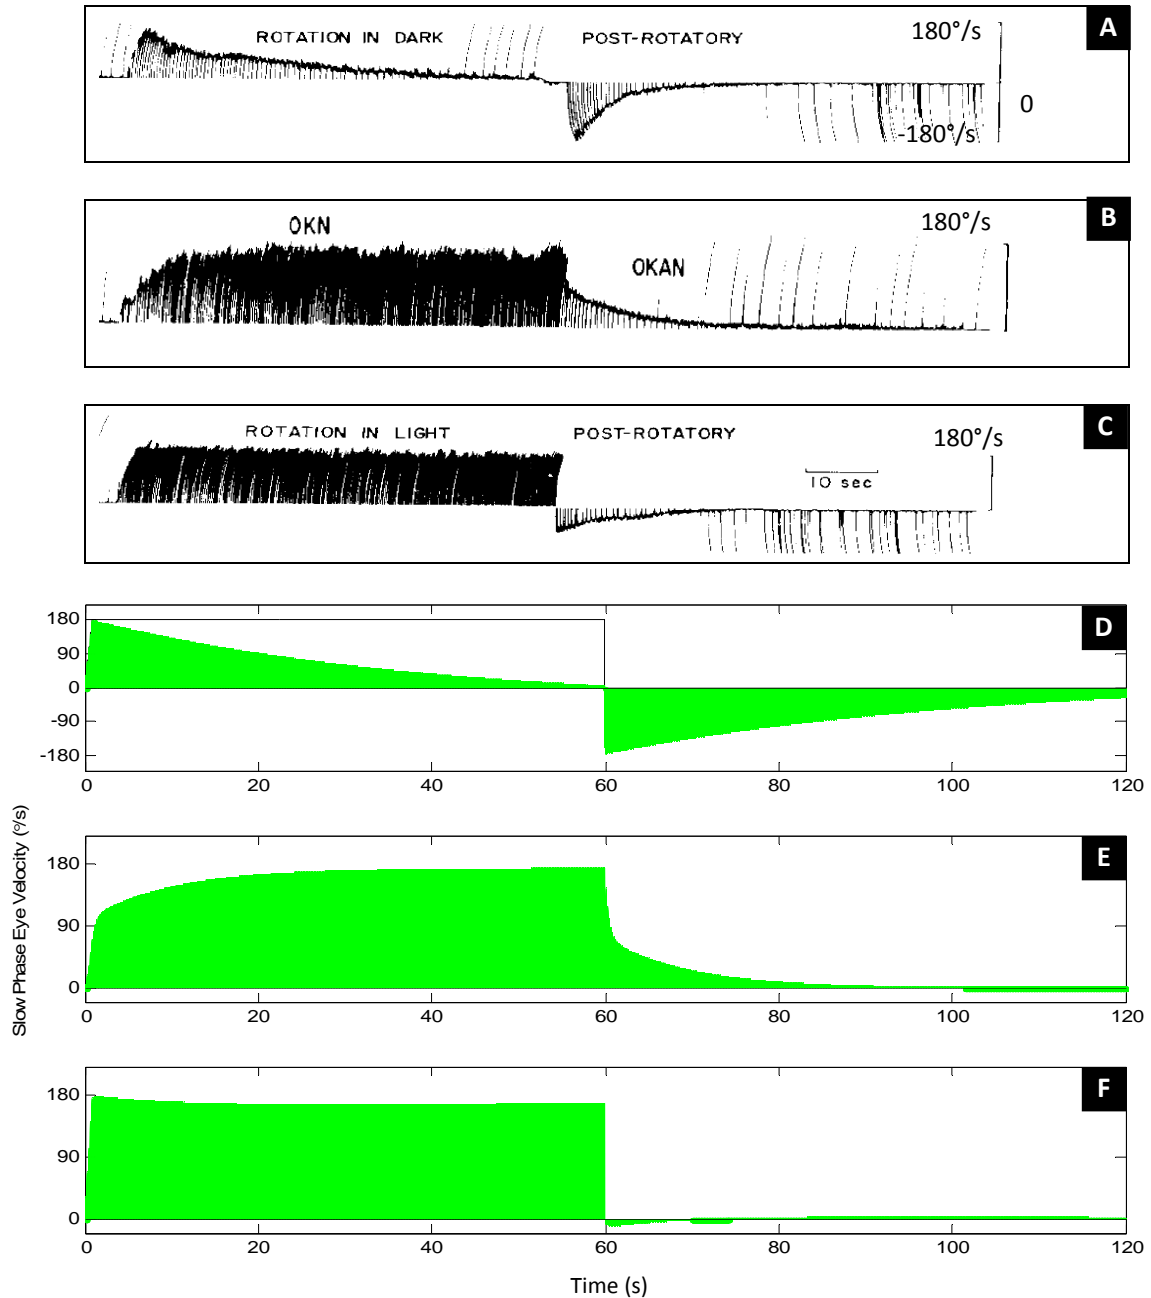 A
180°/s
ROTATION IN DARK POST-ROTATORY
0
-180°/s
B
180°/s
OKN
OKAN
C
ROTATION IN LIGHT POST-ROTATORY
180°/s
10 sec
D
180
90
0
-90
-180
0 20 40 60 80 100 120
Slow Phase Eye Velocity (°/s)
E
180
90
0
0 20 40 60 80 100 120
F
180
90
0
0 20 40 60 80 100 120
Time (s)